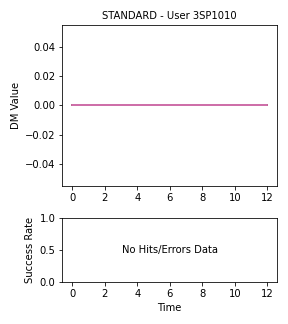 STANDARD - User 3SP1010
DM Value
0.04
0.02
0.00
−0.02
−0.04
0 2 4 6 8 10 12
Success Rate
1.0
0.5
0.0
No Hits/Errors Data
0 2 4 6 8 10 12
Time